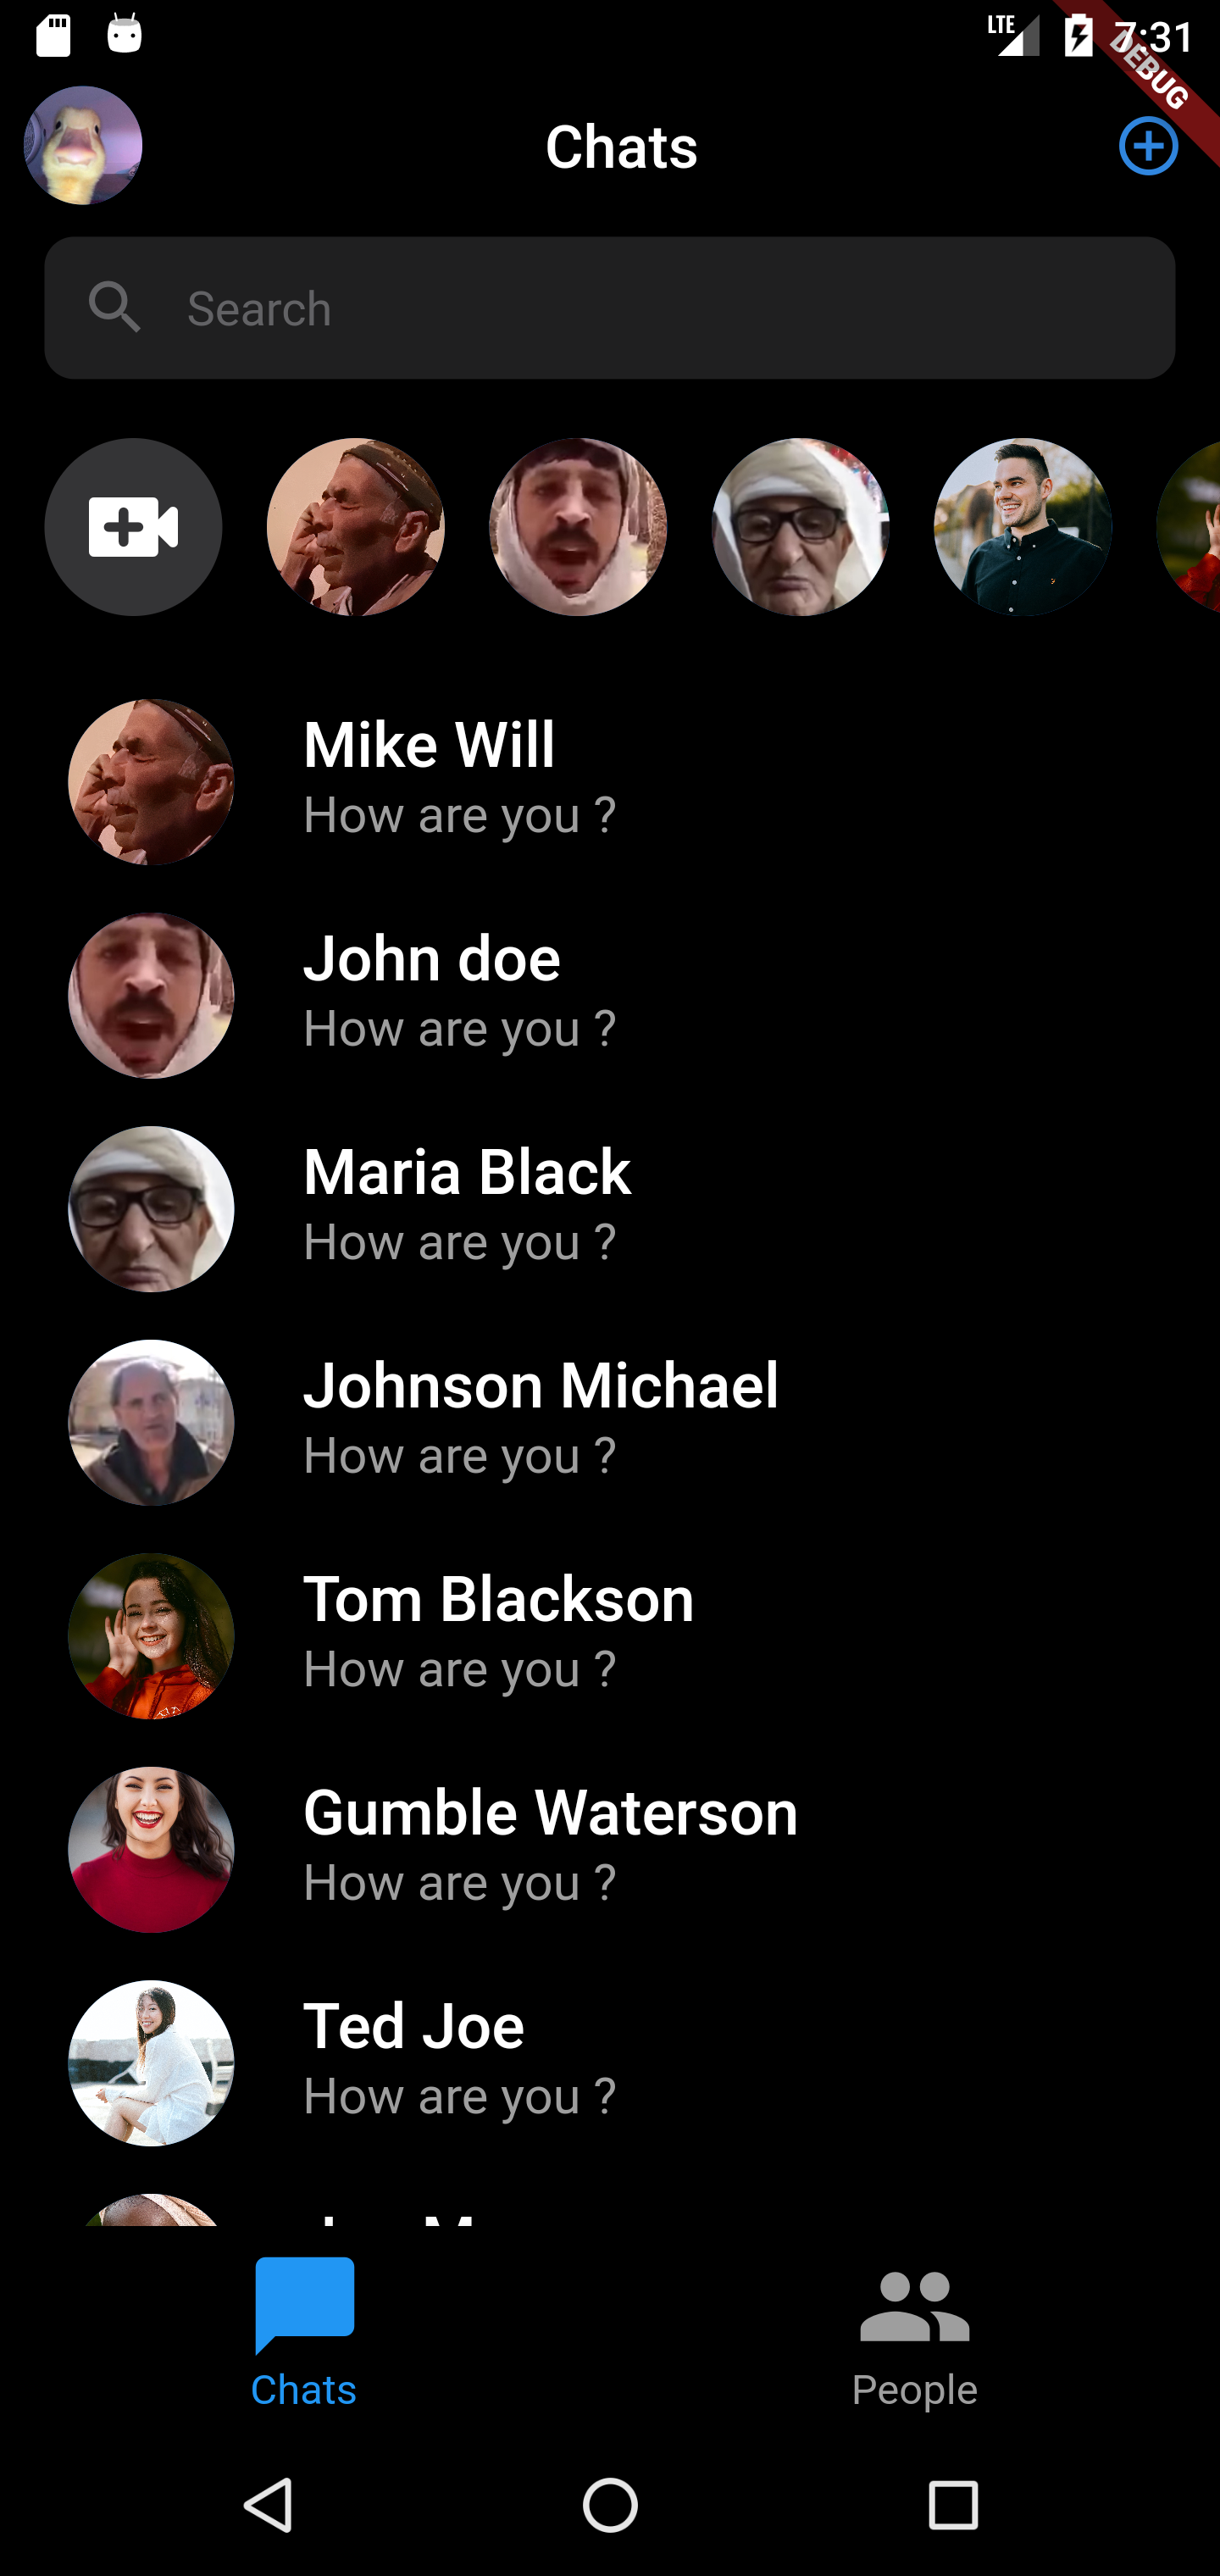 LTE 7:31
DEBUG
Chats
Search
Mike Will
How are you ?
John doe
How are you ?
Maria Black
How are you ?
Johnson Michael
How are you ?
Tom Blackson
How are you ?
Gumble Waterson
How are you ?
Ted Joe
How are you ?
Chats People